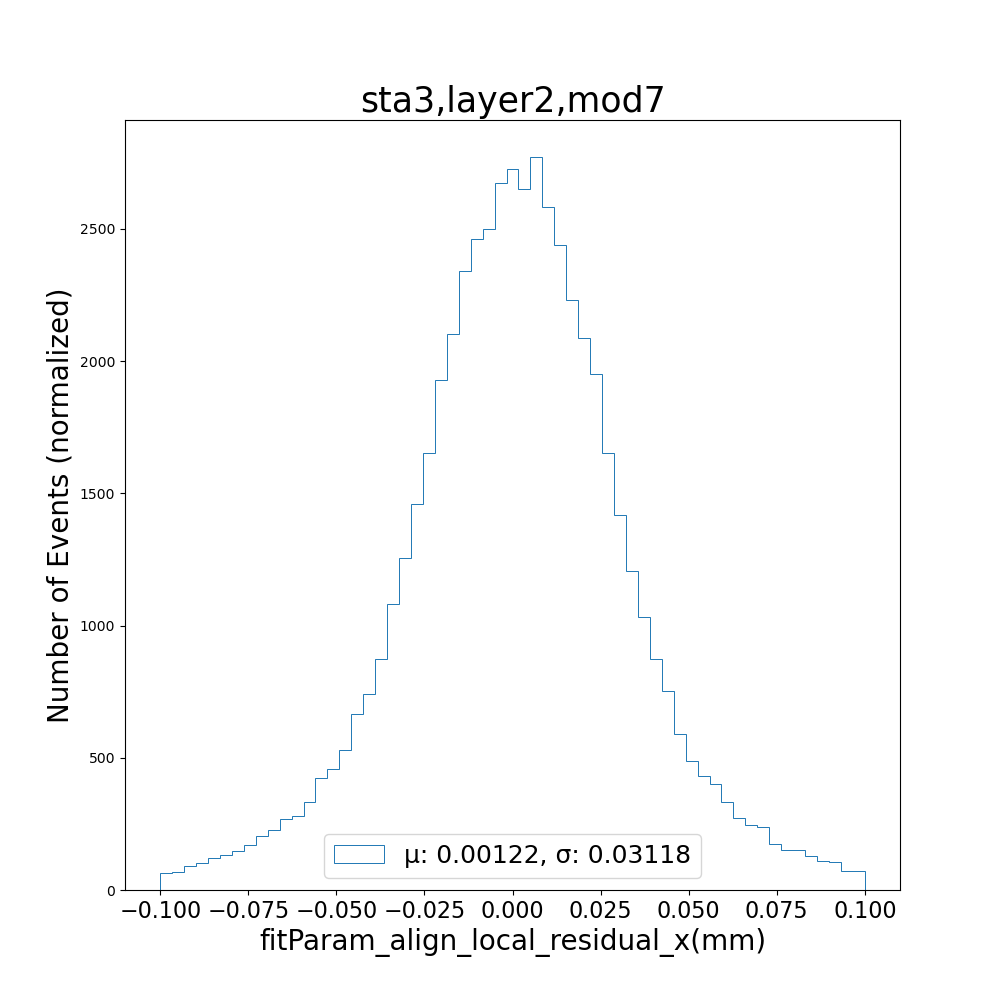 sta3,layer2,mod7
Number of Events (normalized)
2500
2000
1500
1000
500
0
μ: 0.00122, σ: 0.03118
−0.100 −0.075 −0.050 −0.025 0.000 0.025 0.050 0.075 0.100
fitParam_align_local_residual_x(mm)